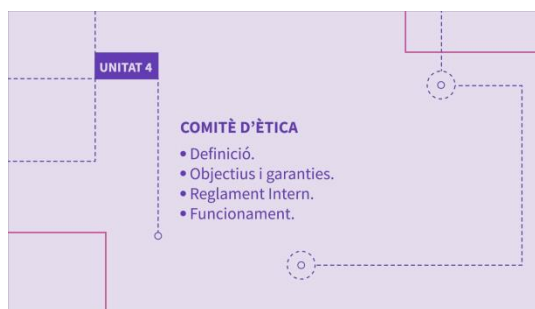 UNITAT 4
COMITÈ D'ÈTICA
• Definició.
• Objectius i garanties.
• Reglament Intern.
• Funcionament.